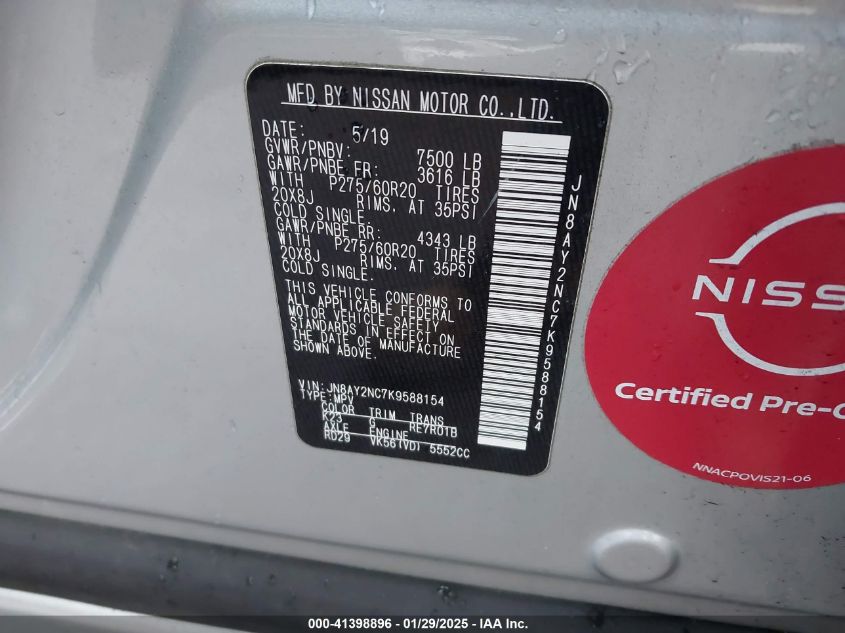 MFD BY NISSAN MOTOR CO.,LTD.
DATE: 5/19
GVWR/PNBV: 7500 LB
GAWR/PNBE FR: 3616 LB
WITH P275/60R20 TIRES
20X8J RIMS. AT 35PSI
COLD SINGLE.
GAWR/PNBE RR: 4343 LB
WITH P275/60R20 TIRES
20X8J RIMS. AT 35PSI
COLD SINGLE.
THIS VEHICLE CONFORMS TO
ALL APPLICABLE FEDERAL
MOTOR VEHICLE SAFETY
STANDARDS IN EFFECT ON
THE DATE OF MANUFACTURE
SHOWN ABOVE.
VIN: JN8AY2NC7K9588154
TYPE: MPV
COLOR TRIM TRANS
K23 G RE7R01B
AXLE ENGINE
RD29 VK56(VD) 5552CC
JN8AY2NC7K9588154
NISS
Certified Pre-O
NNACPOVIS21-06
000-41398896 - 01/29/2025 - IAA Inc.